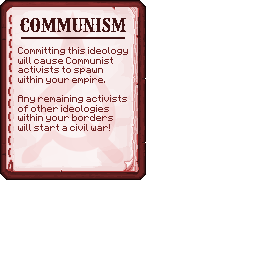 COMMUNISM
Committing this ideology
will cause Communist
activists to spawn
within your empire.
Any remaining activists
of other ideologies
within your borders
will start a civil war!